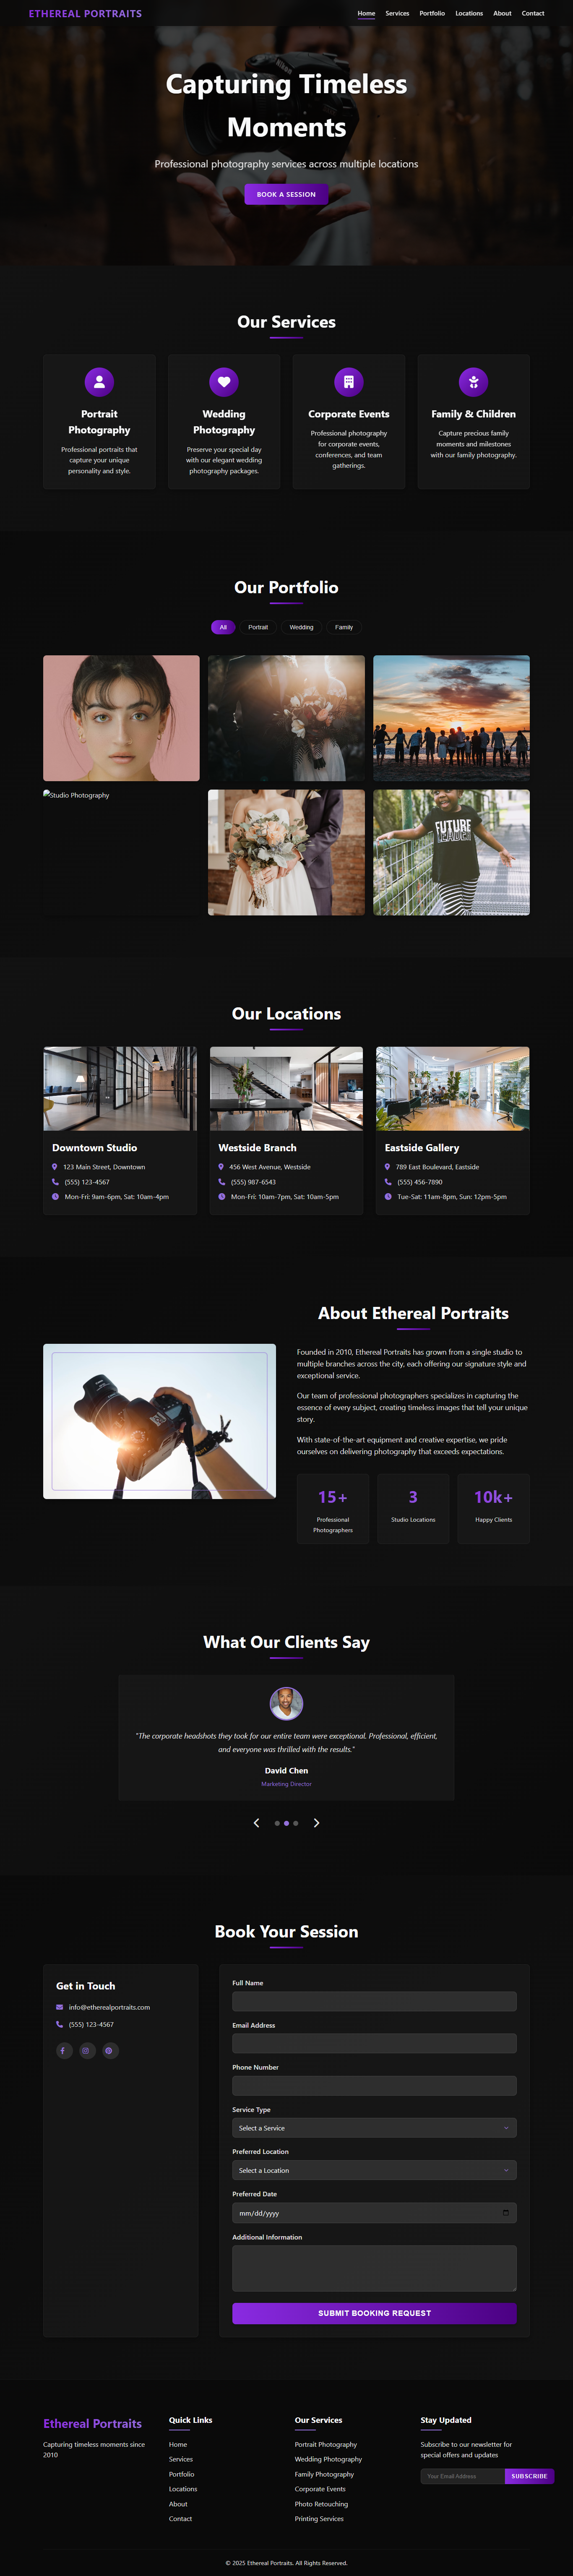 ETHEREAL PORTRAITS
Home Services Portfolio Locations About Contact
Capturing Timeless
Moments
Professional photography services across multiple locations
BOOK A SESSION
Our Services
Portrait
Photography
Professional portraits that
capture your unique
personality and style.
Wedding
Photography
Preserve your special day
with our elegant wedding
photography packages.
Corporate Events
Professional photography
for corporate events,
conferences, and team
gatherings.
Family & Children
Capture precious family
moments and milestones
with our family photography.
Our Portfolio
All Portrait Wedding Family
Studio Photography
FUTURE
LEADER
Our Locations
Downtown Studio
123 Main Street, Downtown
(555) 123-4567
Mon-Fri: 9am-6pm, Sat: 10am-4pm
Westside Branch
456 West Avenue, Westside
(555) 987-6543
Mon-Fri: 10am-7pm, Sat: 10am-5pm
Eastside Gallery
789 East Boulevard, Eastside
(555) 456-7890
Tue-Sat: 11am-8pm, Sun: 12pm-5pm
About Ethereal Portraits
Founded in 2010, Ethereal Portraits has grown from a single studio to
multiple branches across the city, each offering our signature style and
exceptional service.
Our team of professional photographers specializes in capturing the
essence of every subject, creating timeless images that tell your unique
story.
With state-of-the-art equipment and creative expertise, we pride
ourselves on delivering photography that exceeds expectations.
15+
Professional
Photographers
3
Studio Locations
10k+
Happy Clients
What Our Clients Say
"The corporate headshots they took for our entire team were exceptional. Professional, efficient,
and everyone was thrilled with the results."
David Chen
Marketing Director
Book Your Session
Get in Touch
info@etherealportraits.com
(555) 123-4567
Full Name
Email Address
Phone Number
Service Type
Select a Service
Preferred Location
Select a Location
Preferred Date
mm/dd/yyyy
Additional Information
SUBMIT BOOKING REQUEST
Ethereal Portraits
Capturing timeless moments since
2010
Quick Links
Home
Services
Portfolio
Locations
About
Contact
Our Services
Portrait Photography
Wedding Photography
Family Photography
Corporate Events
Photo Retouching
Printing Services
Stay Updated
Subscribe to our newsletter for
special offers and updates
Your Email Address
SUBSCRIBE
© 2025 Ethereal Portraits. All Rights Reserved.